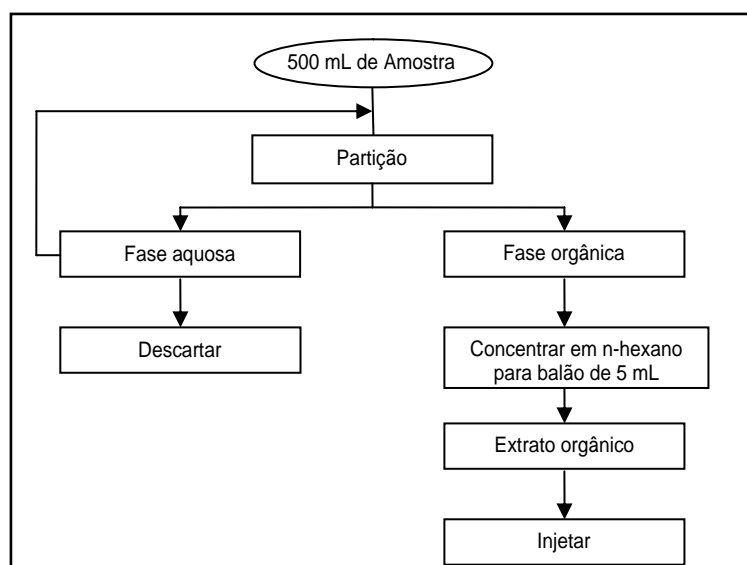 500 mL de Amostra
Partição
Fase aquosa
Fase orgânica
Descartar
Concentrar em n-hexano
para balão de 5 mL
Extrato orgânico
Injetar